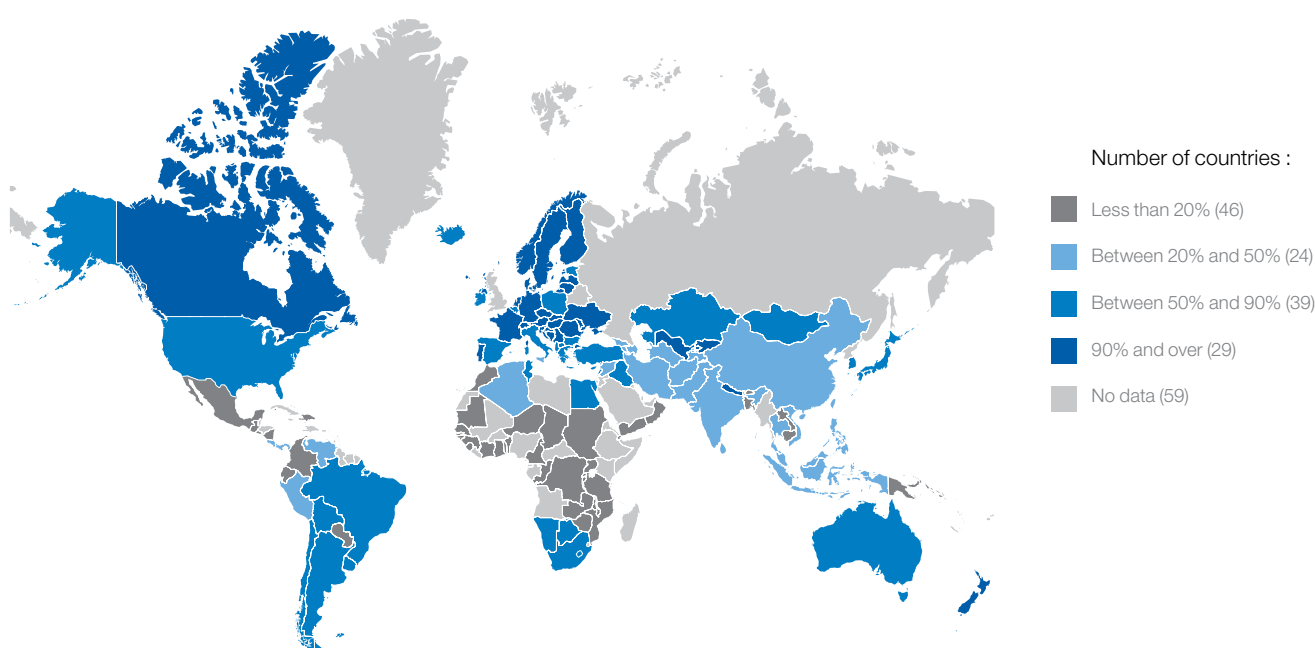 Number of countries :
Less than 20% (46)
Between 20% and 50% (24)
Between 50% and 90% (39)
90% and over (29)
No data (59)